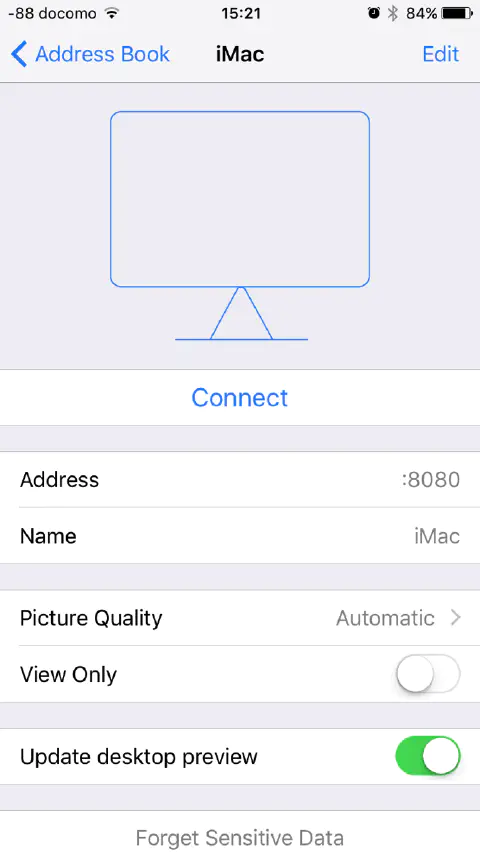 -88 docomo 15:21 84%
Address Book iMac Edit
Connect
Address :8080
Name iMac
Picture Quality Automatic
View Only
Update desktop preview
Forget Sensitive Data